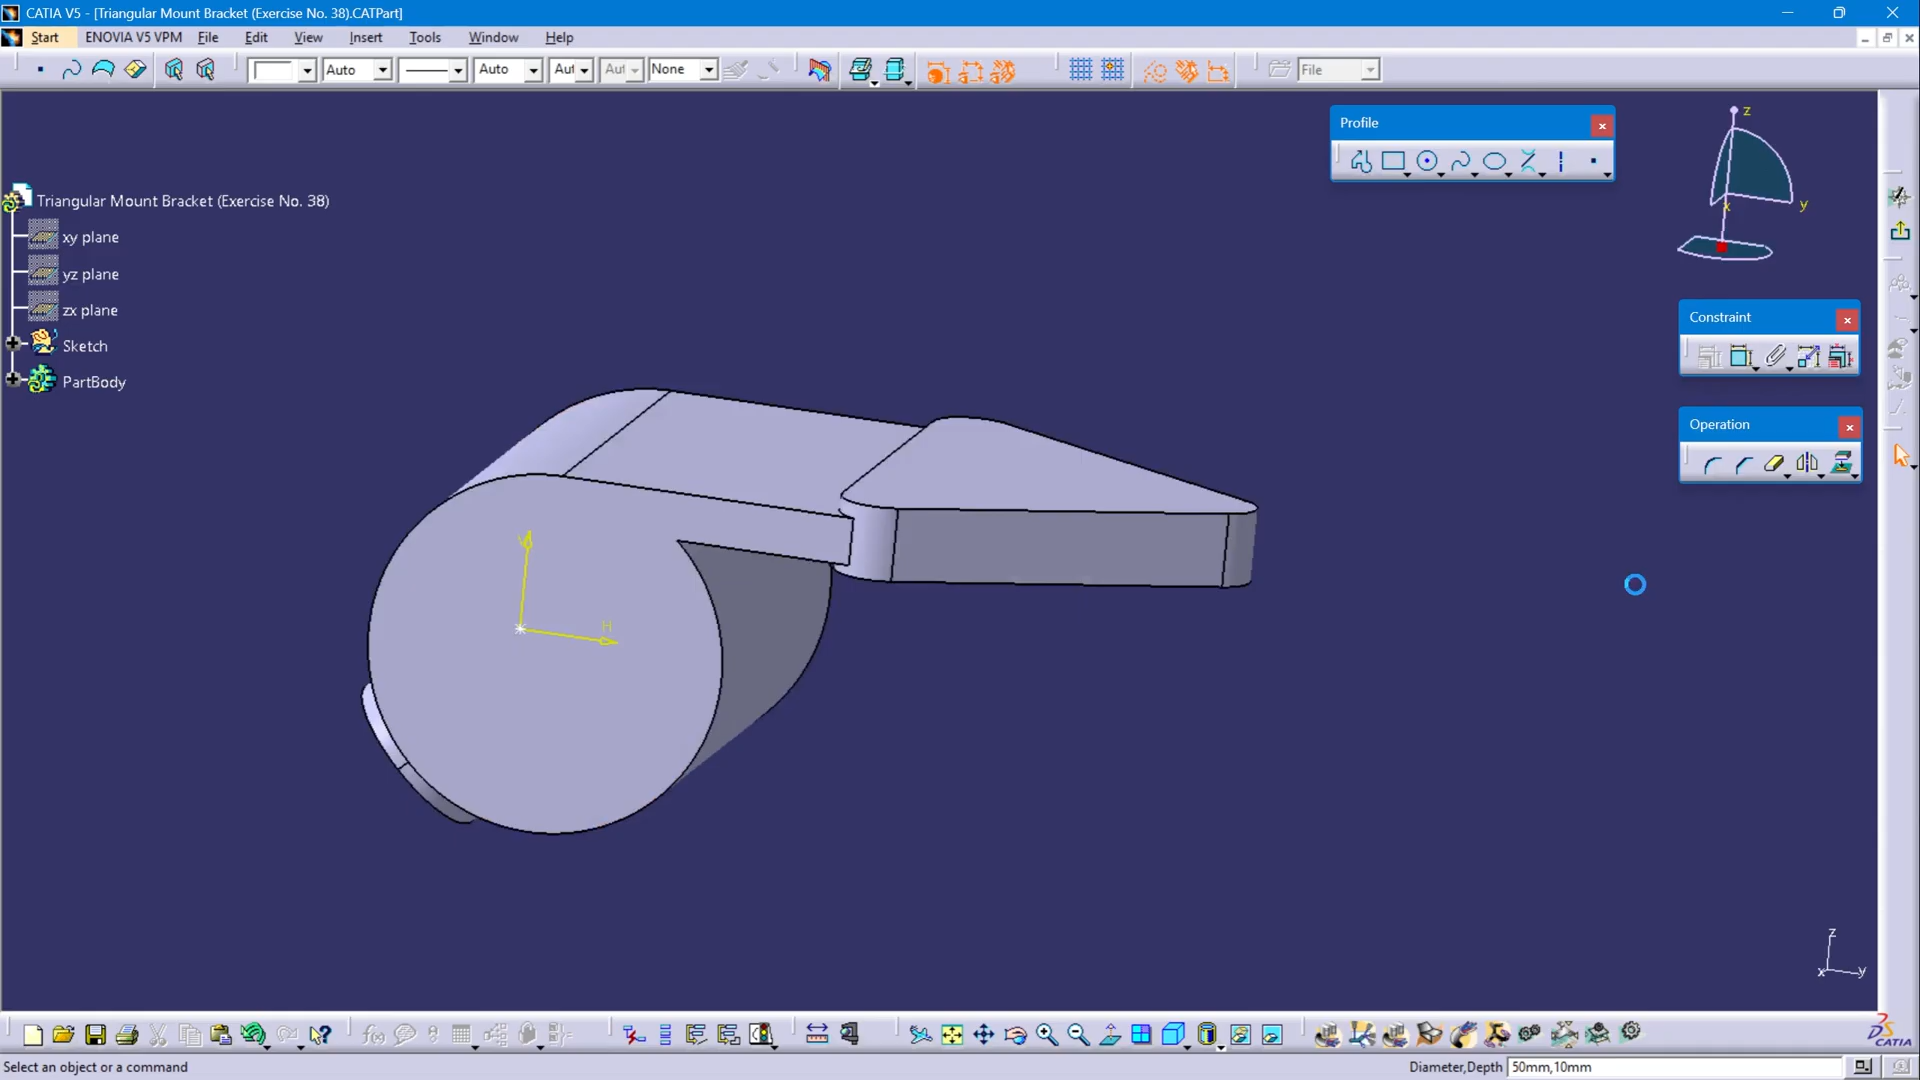 CATIA V5 - [Triangular Mount Bracket (Exercise No. 38).CATPart]
Start ENOVIA V5 VPM File Edit View Insert Tools Window Help
Auto Auto Aut Aut None File
Profile
z
y
x
Triangular Mount Bracket (Exercise No. 38)
xy plane
yz plane
zx plane
Sketch
PartBody
Constraint
Operation
V
H
z
x y
CATIA
Select an object or a command
Diameter,Depth 50mm,10mm